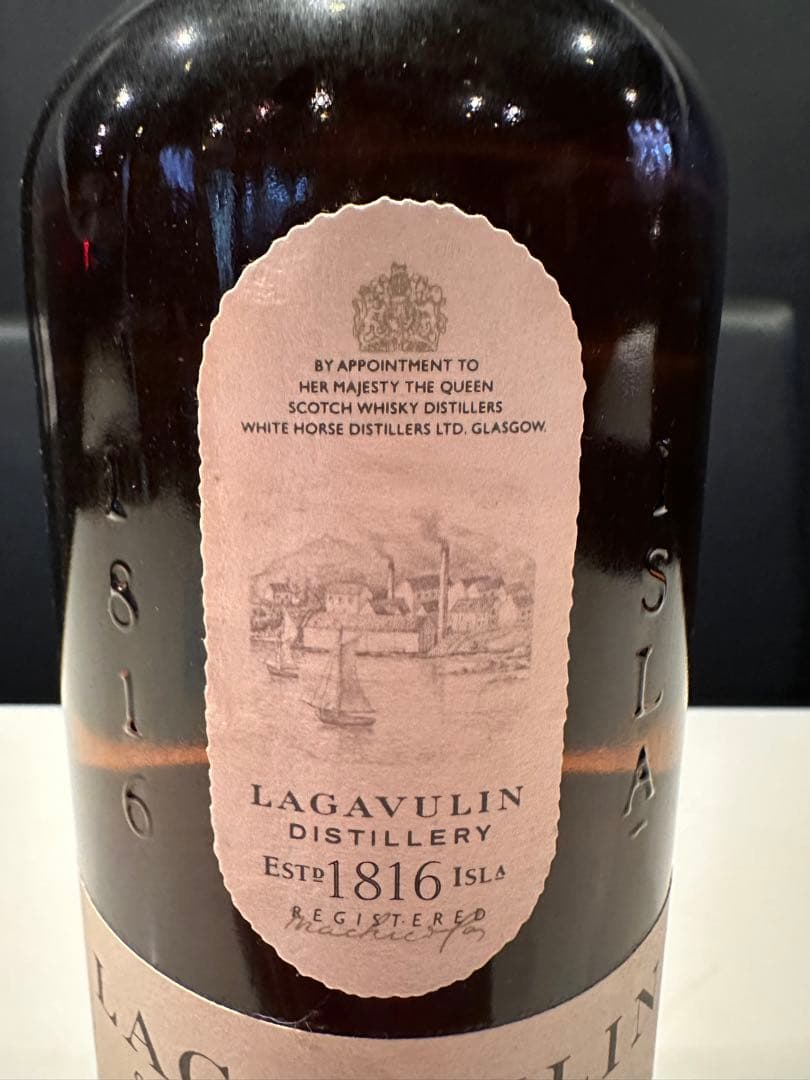 BY APPOINTMENT TO
HER MAJESTY THE QUEEN
SCOTCH WHISKY DISTILLERS
WHITE HORSE DISTILLERS LTD. GLASGOW.
1816
ISLA
LAGAVULIN
DISTILLERY
ESTD 1816 ISLA
REGISTERED
LAGAVULIN